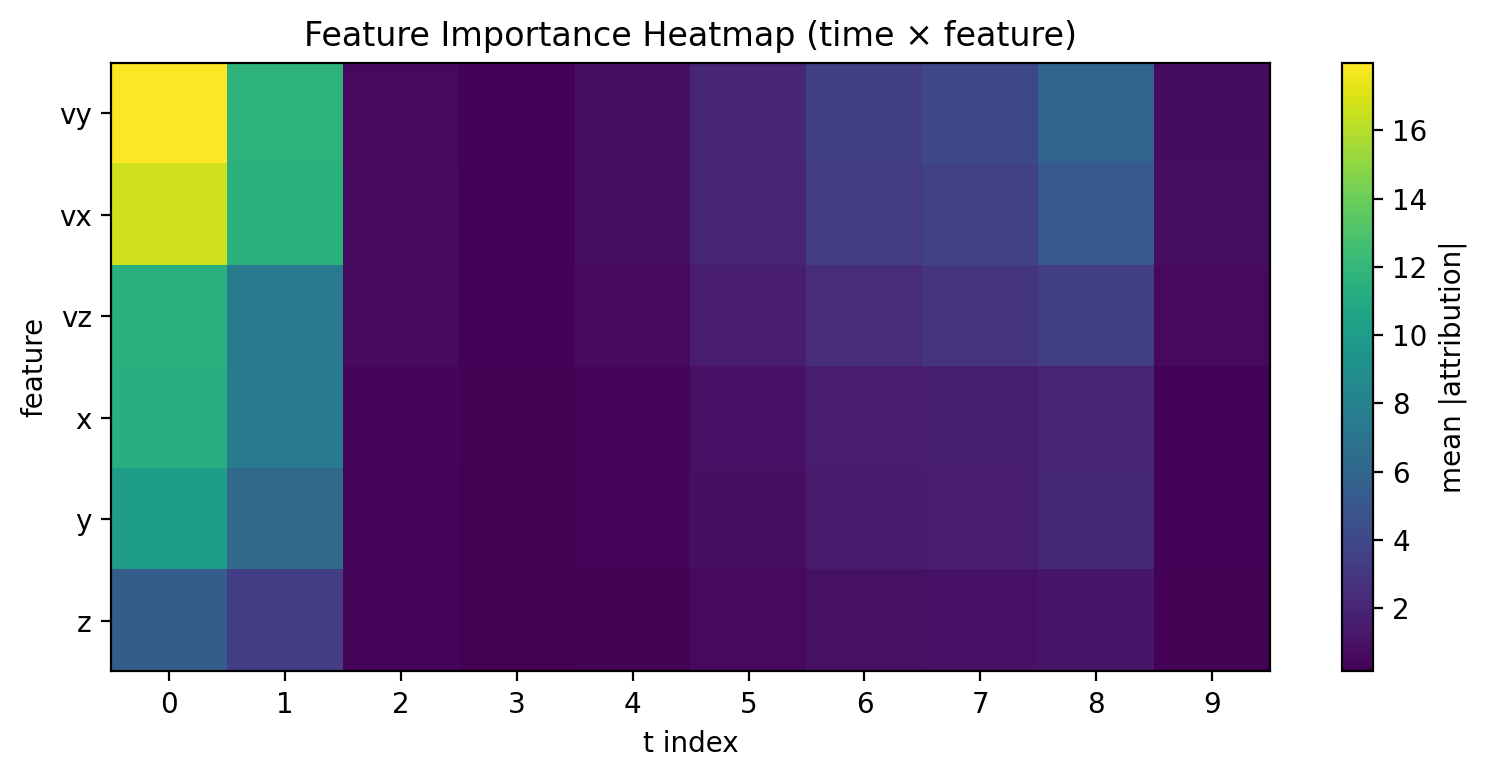 Feature Importance Heatmap (time × feature)
vy
vx
vz
x
y
z
feature
0 1 2 3 4 5 6 7 8 9
t index
16
14
12
10
8
6
4
2
mean |attribution|